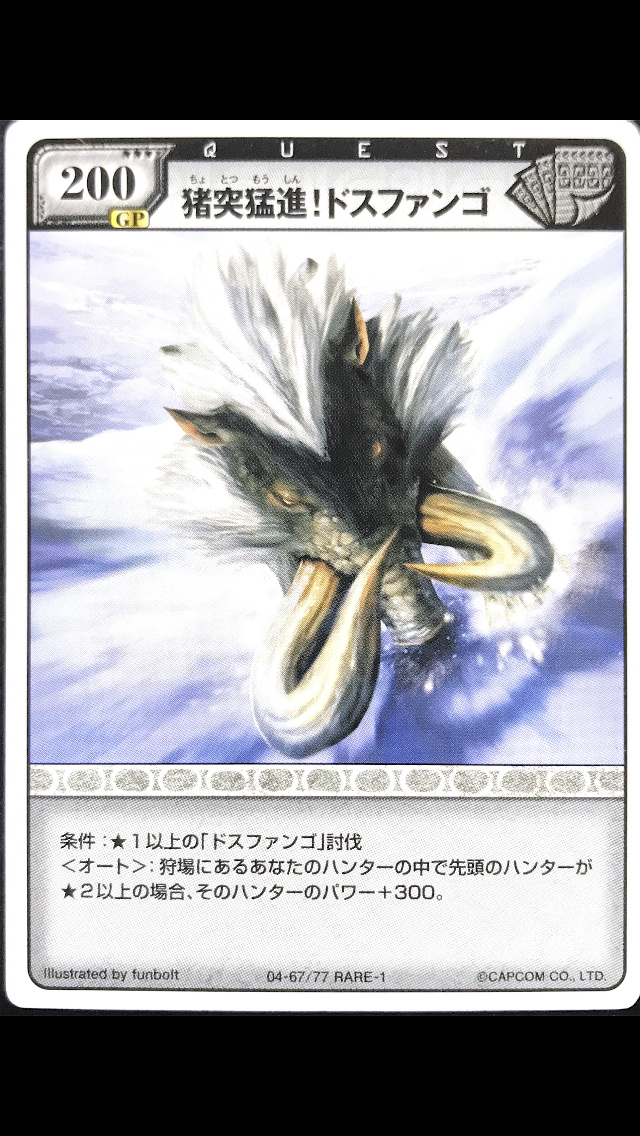 QUEST
200
GP
ちょ とつ もう しん
猪突猛進!ドスファンゴ
条件:★1以上の「ドスファンゴ」討伐
<オート>:狩場にあるあなたのハンターの中で先頭のハンターが
★2以上の場合、そのハンターのパワー+300。
Illustrated by funbolt 04-67/77 RARE-1 ©CAPCOM CO., LTD.